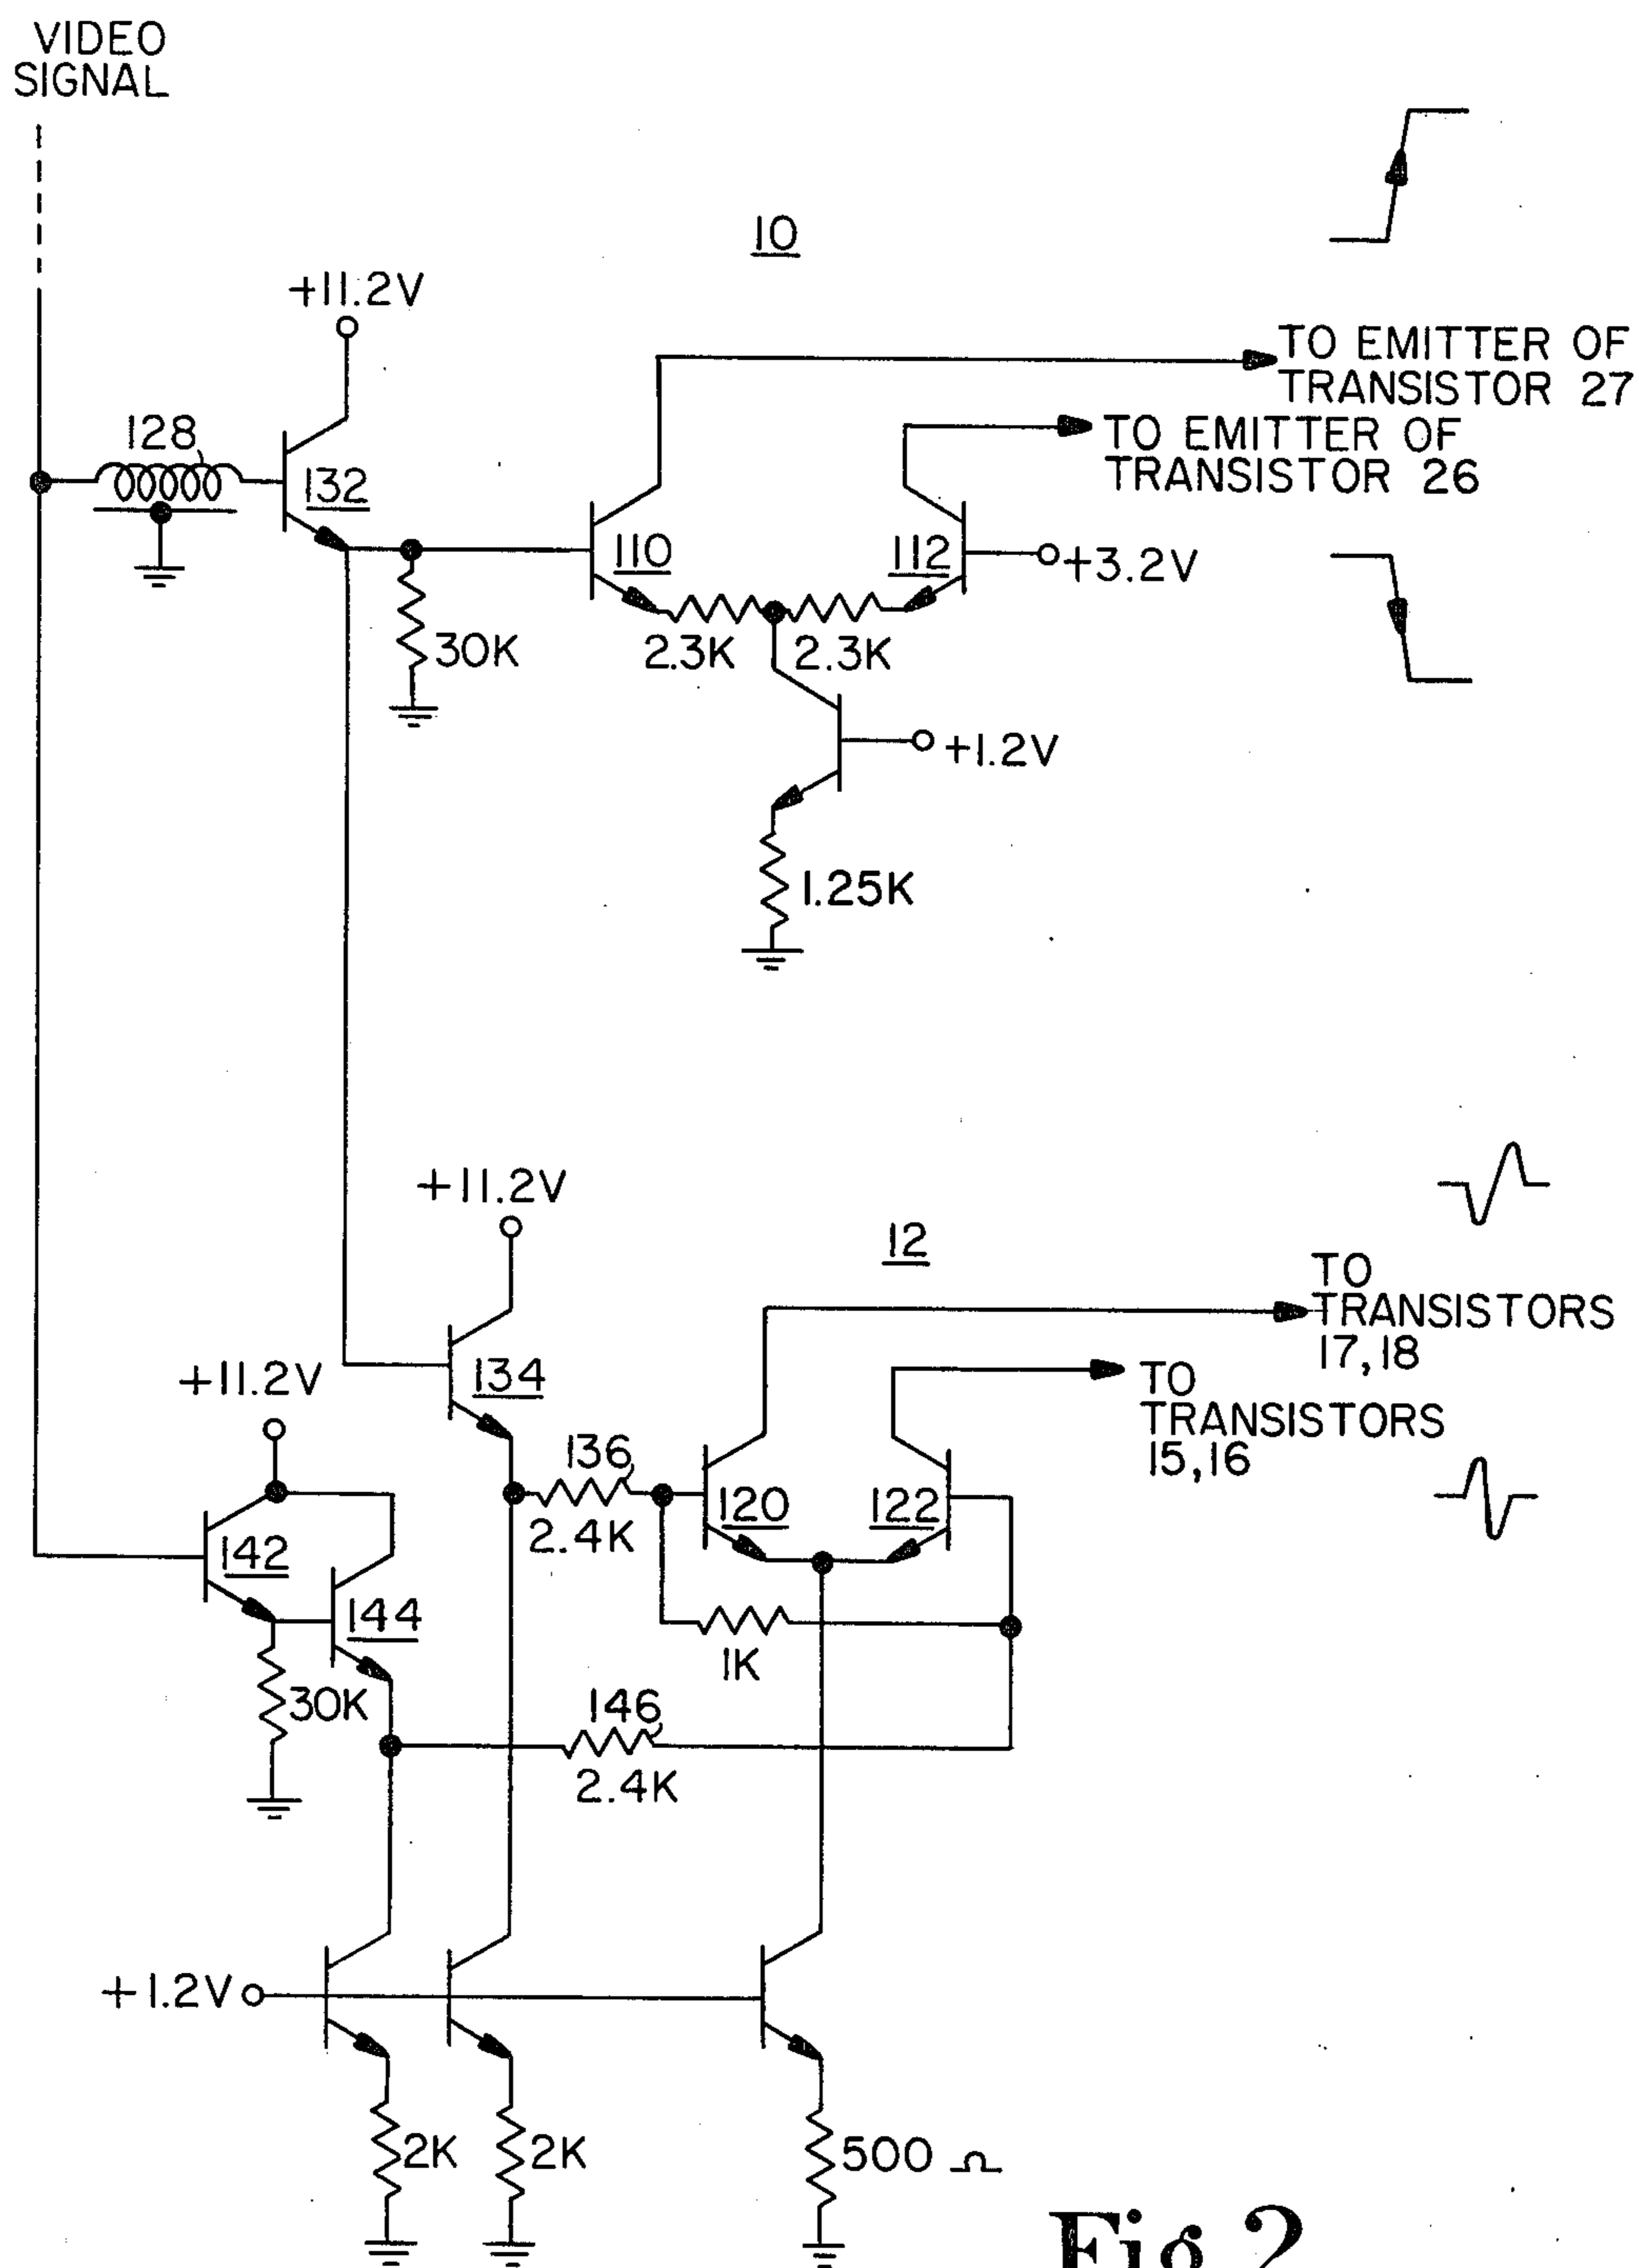 VIDEO
SIGNAL
10
+11.2V
TO EMITTER OF
TRANSISTOR 27
128
TO EMITTER OF
TRANSISTOR 26
132
110
112
+3.2V
30K
2.3K
2.3K
+1.2V
1.25K
+11.2V
12
TO
TRANSISTORS
17,18
+11.2V
134
TO
TRANSISTORS
15,16
136
120
122
2.4K
142
144
1K
30K
146
2.4K
+1.2V
2K
2K
500 Ω
Fig. 2